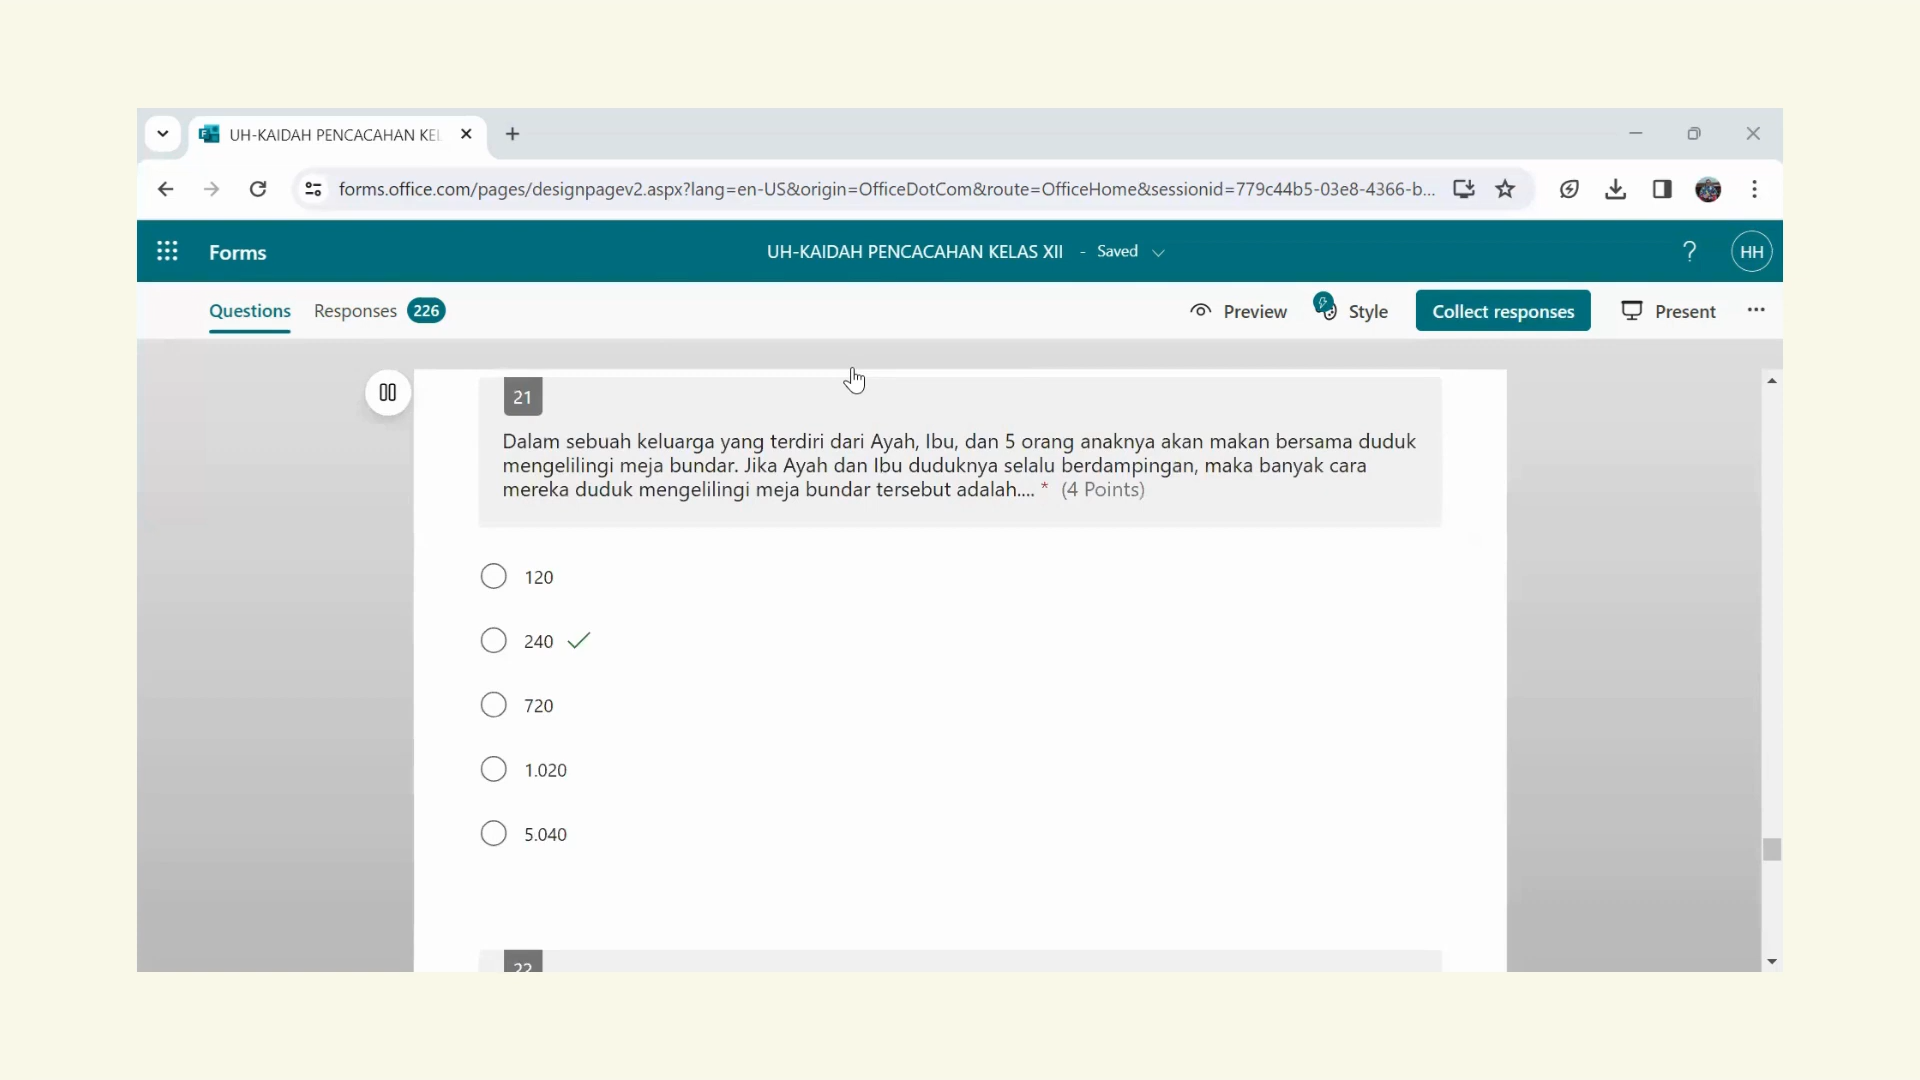 UH-KAIDAH PENCACAHAN KEL
forms.office.com/pages/designpagev2.aspx?lang=en-US&origin=OfficeDotCom&route=OfficeHome&sessionid=779c44b5-03e8-4366-b...
Forms
UH-KAIDAH PENCACAHAN KELAS XII - Saved
? HH
Questions Responses 226 Preview Style Collect responses Present ...
21
Dalam sebuah keluarga yang terdiri dari Ayah, Ibu, dan 5 orang anaknya akan makan bersama duduk
mengelilingi meja bundar. Jika Ayah dan Ibu duduknya selalu berdampingan, maka banyak cara
mereka duduk mengelilingi meja bundar tersebut adalah.... * (4 Points)
120
240
720
1.020
5.040
22